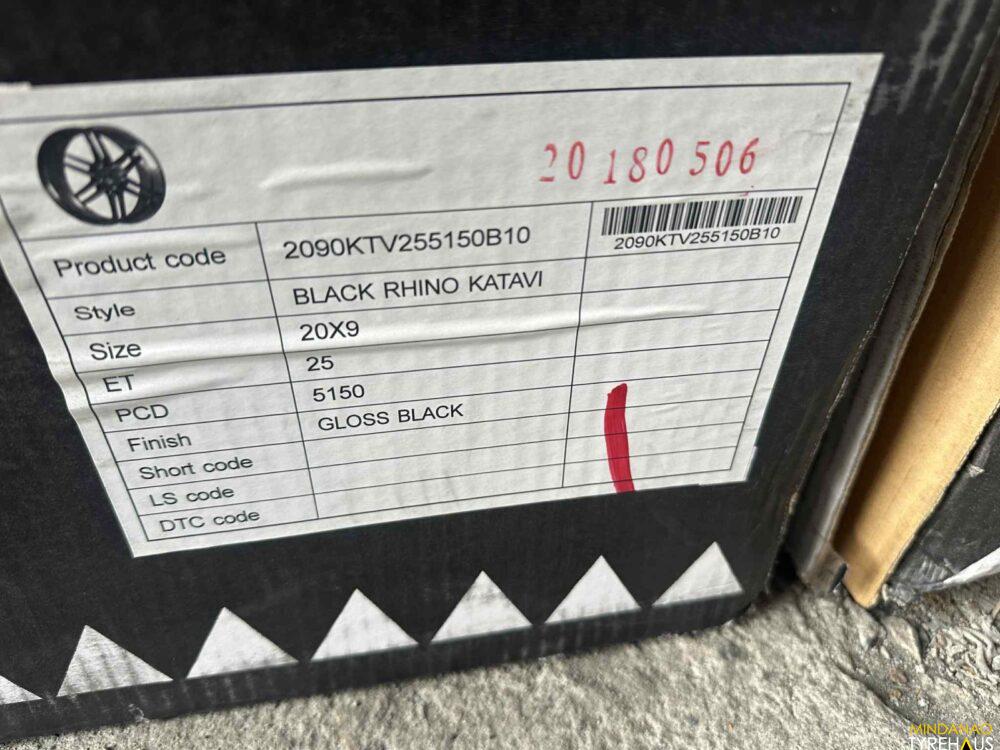 20 180 506
Product code 2090KTV255150B10 2090KTV255150B10
Style BLACK RHINO KATAVI
Size 20X9
ET 25
PCD 5150
Finish GLOSS BLACK
Short code
LS code
DTC code
MINDANAO
TYREHAUS